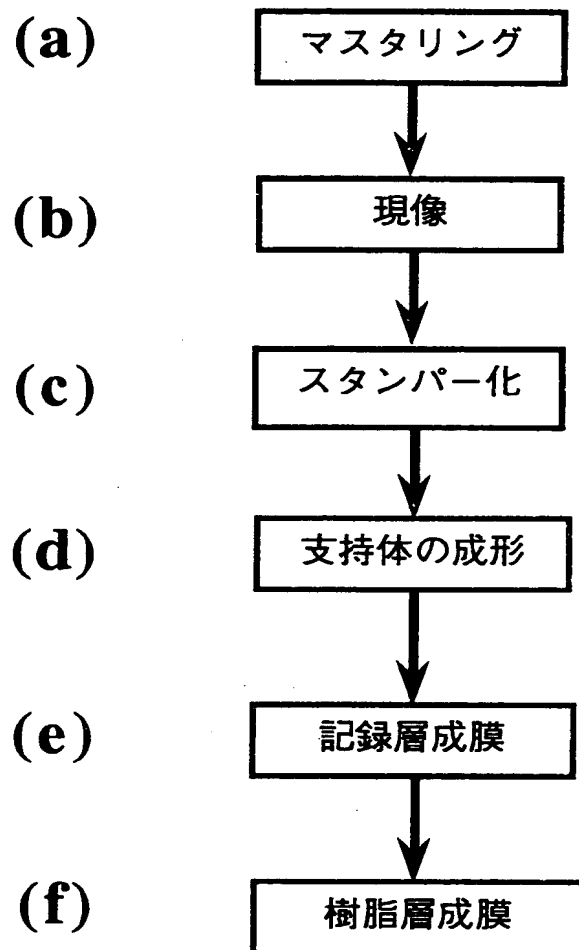 (a) マスタリング
(b) 現像
(c) スタンパー化
(d) 支持体の成形
(e) 記録層成膜
(f) 樹脂層成膜